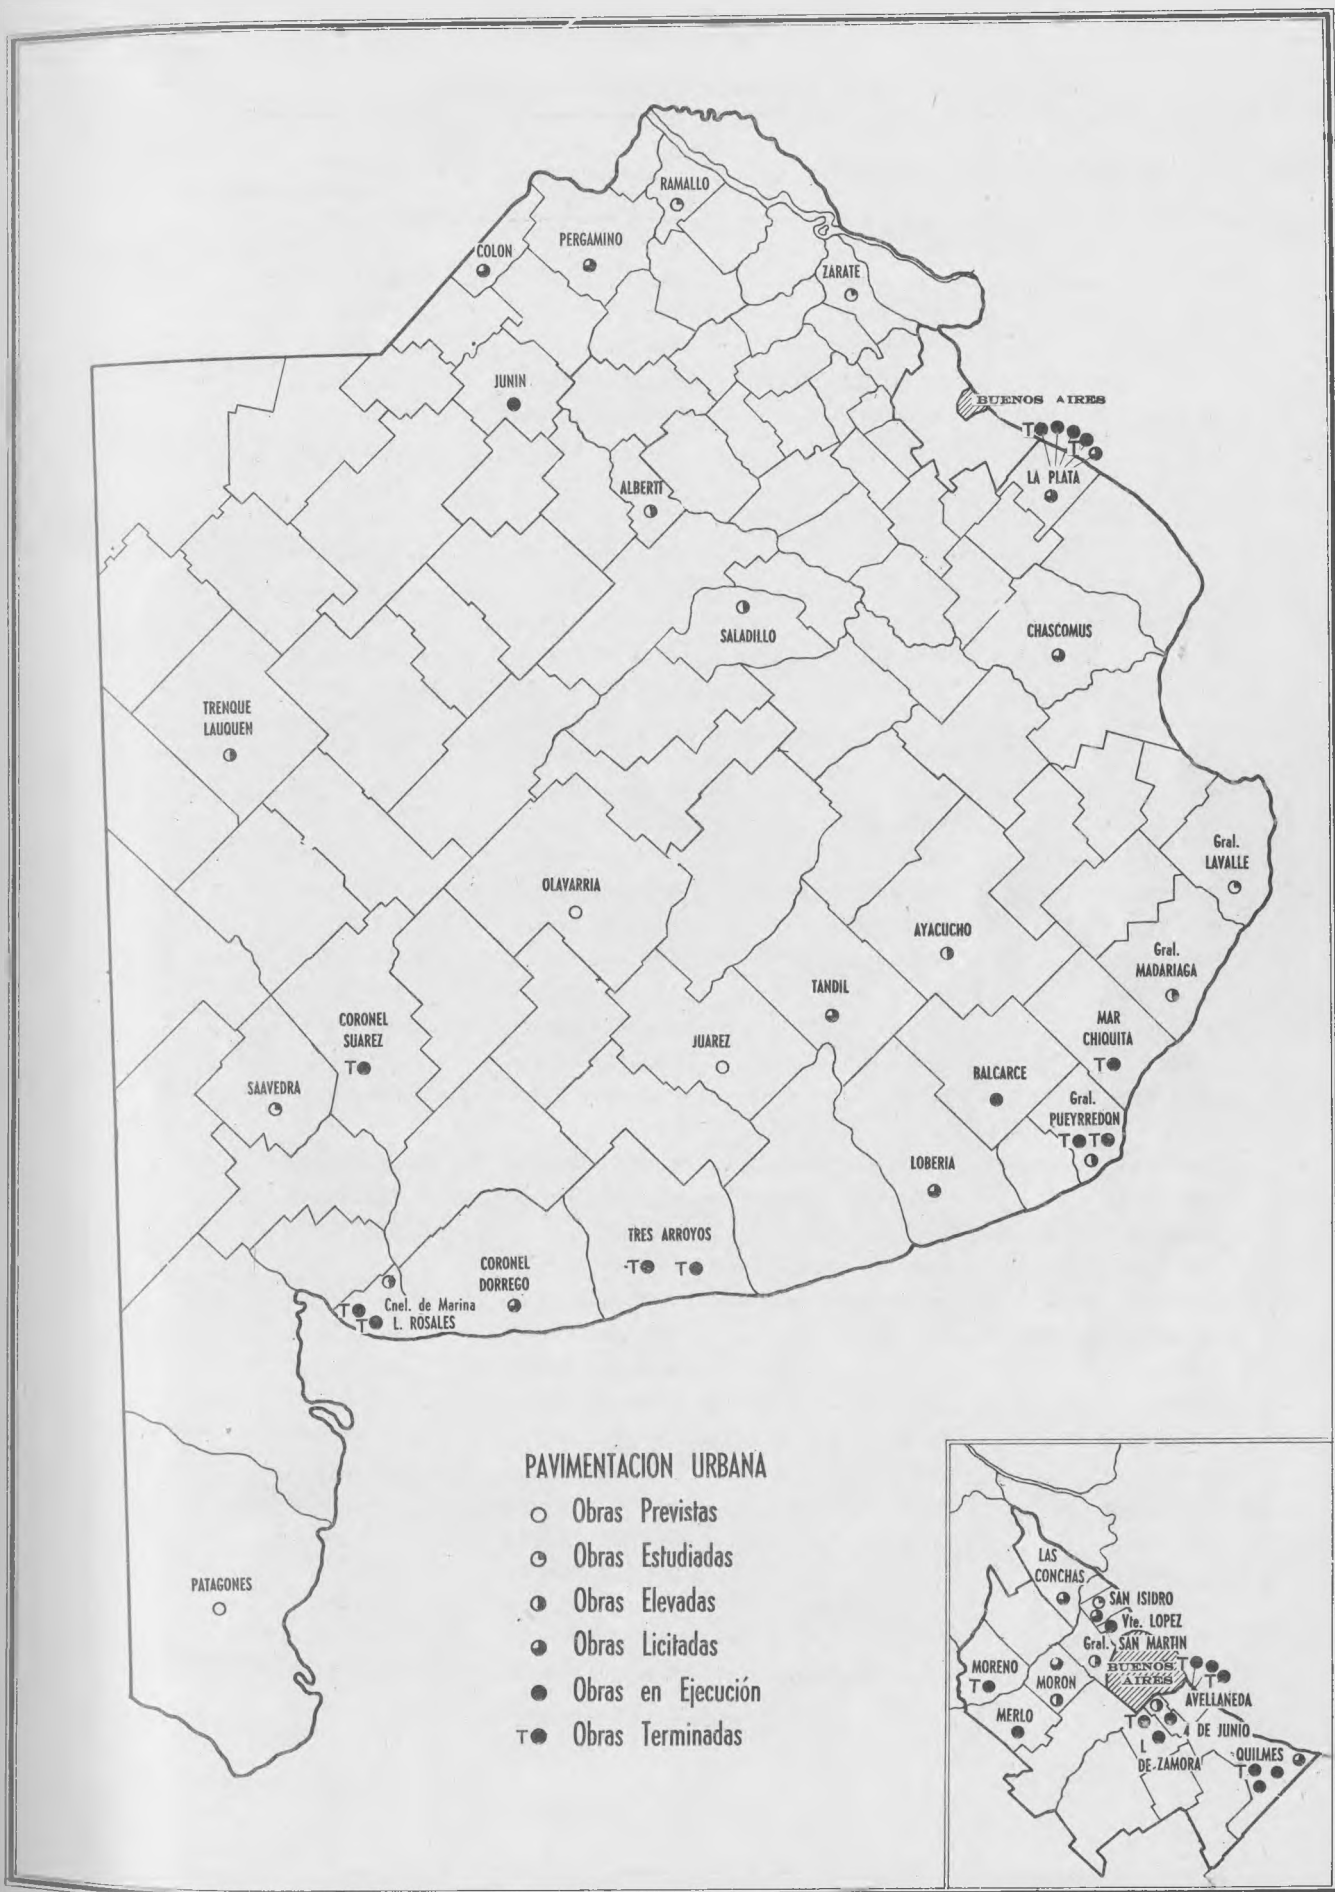 RAMALLO
COLON
PERGAMINO
ZARATE
JUNIN
BUENOS AIRES
T
T
LA PLATA
ALBERTI
SALADILLO
CHASCOMUS
TRENQUE
LAUQUEN
Gral.
LAVALLE
OLAVARRIA
AYACUCHO
Gral.
MADARIAGA
TANDIL
CORONEL
SUAREZ
T
MAR
CHIQUITA
T
JUAREZ
SAAVEDRA
BALCARCE
Gral.
PUEYRREDON
T T
LOBERIA
TRES ARROYOS
T T
CORONEL
DORREGO
Cnel. de Marina
L. ROSALES
T
T
PATAGONES
PAVIMENTACION URBANA
Obras Previstas
Obras Estudiadas
Obras Elevadas
Obras Licitadas
Obras en Ejecución
T Obras Terminadas
LAS
CONCHAS
SAN ISIDRO
Vte. LOPEZ
Gral. SAN MARTIN
BUENOS
AIRES
T
T
MORENO
T
MORON
AVELLANEDA
MERLO
T
4 DE JUNIO
L
DE ZAMORA
QUILMES
T